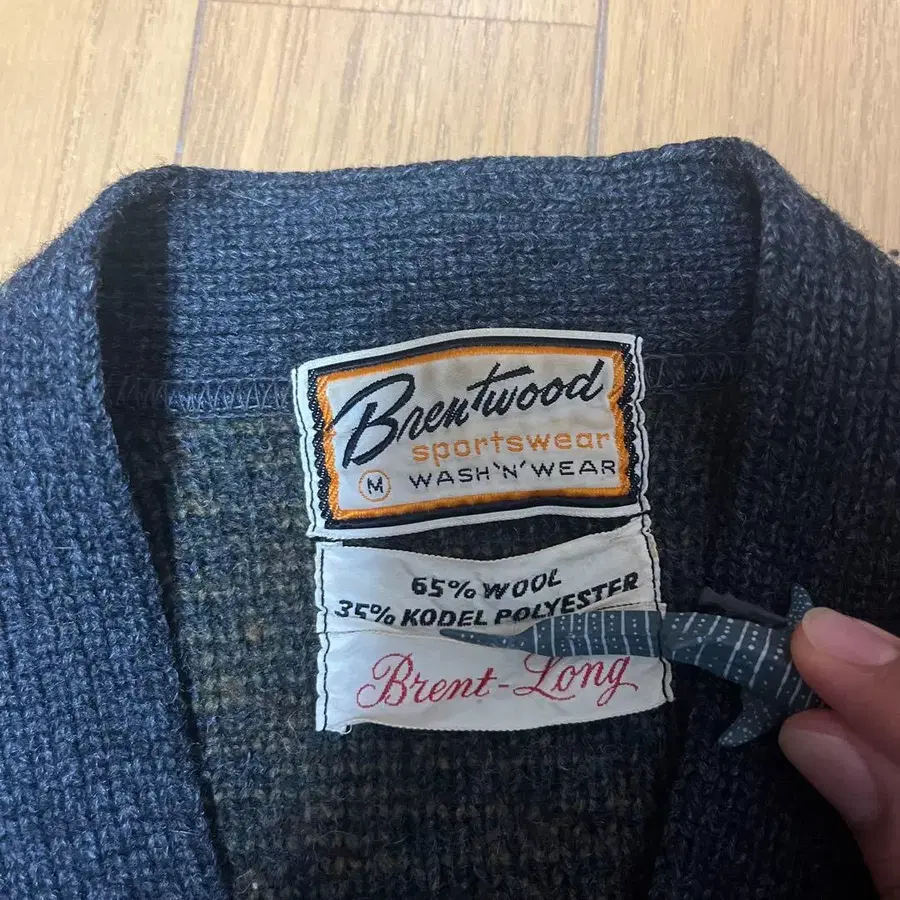 Brentwood
sportswear
M WASH 'N' WEAR
65% WOOL
35% KODEL POLYESTER
Brent-Long